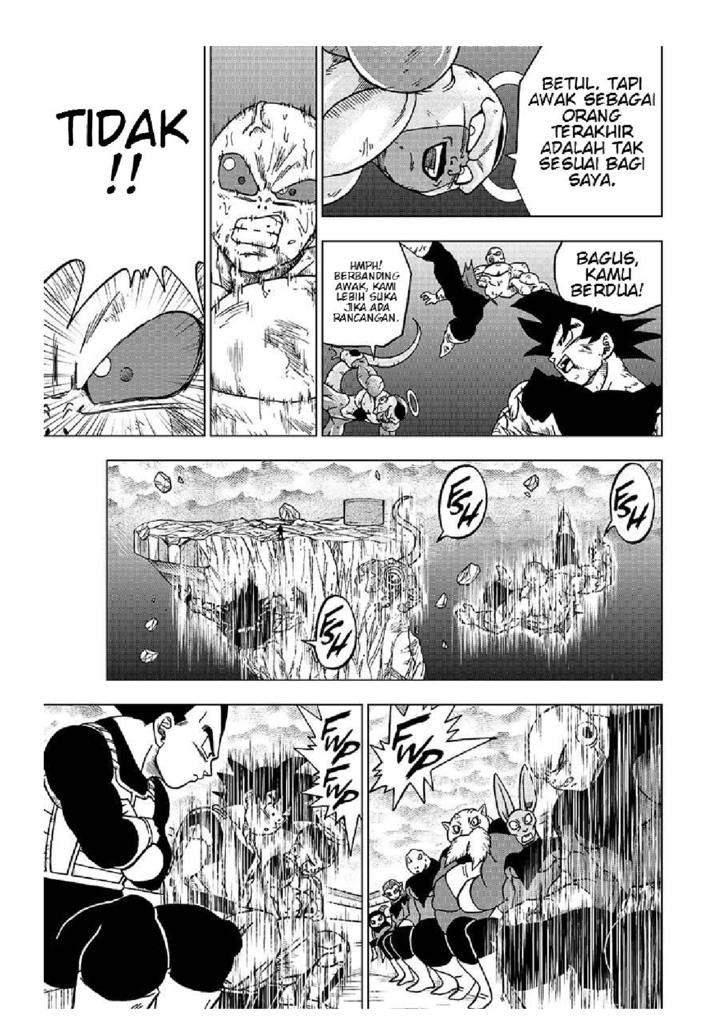 BETUL. TAPI
AWAK SEBAGAI
ORANG
TERAKHIR
ADALAH TAK
SESUAI BAGI
SAYA.
TIDAK
!!
BAGUS,
KAMU
BERDUA!
HMPH!
BERBANDING
AWAK, KAMI
LEBIH SUKA
JIKA ADA
RANCANGAN.
FSH
FSH
FSH
FWP
FWP
FWP